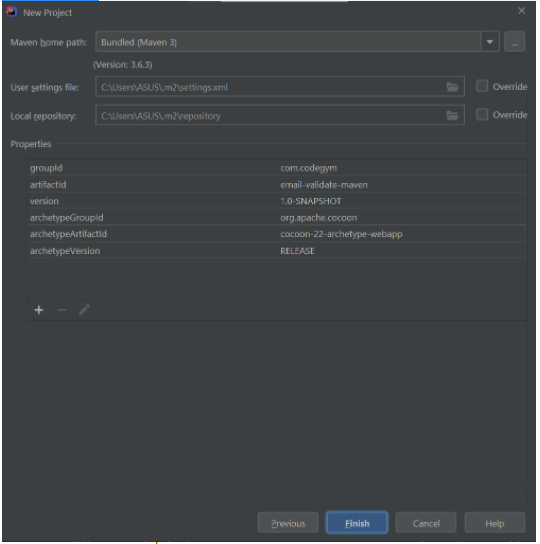 New Project
Maven home path: Bundled (Maven 3)
(Version: 3.6.3)
User settings file: C:\Users\ASUS\.m2\settings.xml Override
Local repository: C:\Users\ASUS\.m2\repository Override
Properties
groupId com.codegym
artifactId email-validate-maven
version 1.0-SNAPSHOT
archetypeGroupId org.apache.cocoon
archetypeArtifactId cocoon-22-archetype-webapp
archetypeVersion RELEASE
Previous Finish Cancel Help